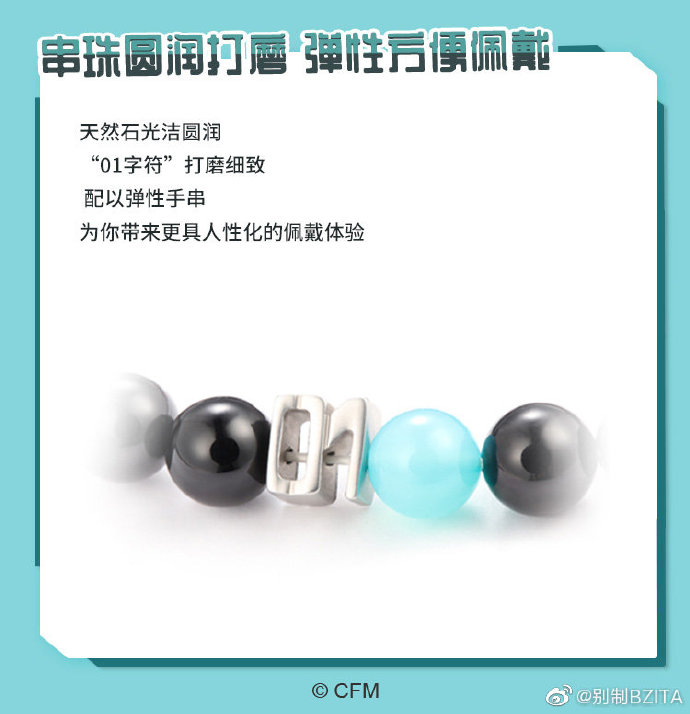 串珠圆润打磨 弹性方便佩戴
天然石光洁圆润
“01字符”打磨细致
配以弹性手串
为你带来更具人性化的佩戴体验
01
© CFM
@别制BZITA